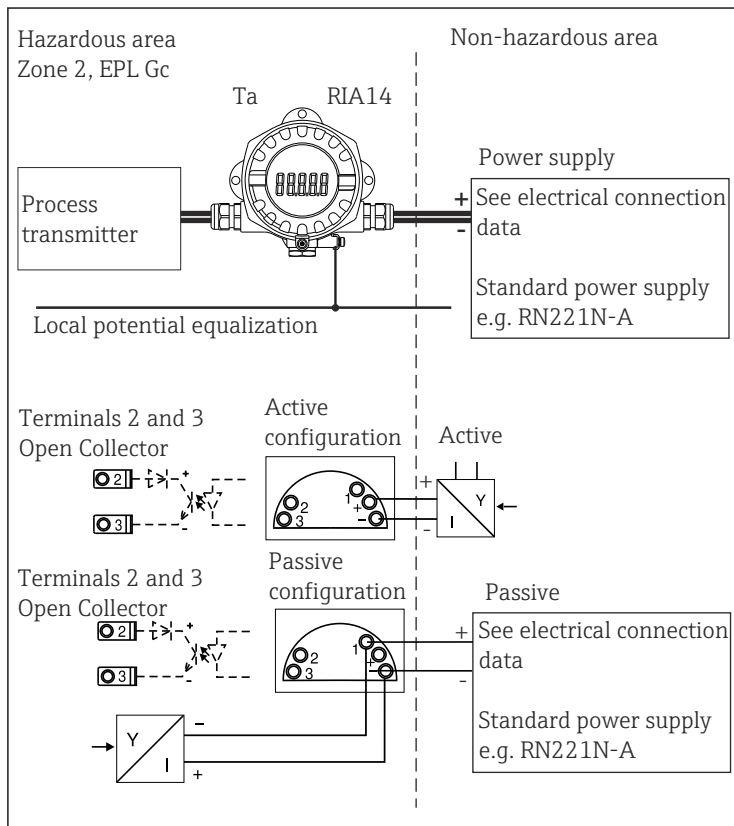 Hazardous area
Zone 2, EPL Gc
Non-hazardous area
Ta
RIA14
Process
transmitter
Power supply
+
-
See electrical connection
data
Standard power supply
e.g. RN221N-A
Local potential equalization
Terminals 2 and 3
Open Collector
2
3
+
-
Active
configuration
1
2
3
+
-
Active
+
-
Y
I
Terminals 2 and 3
Open Collector
2
3
+
-
Passive
configuration
1
2
3
+
-
Passive
+
-
See electrical connection
data
Standard power supply
e.g. RN221N-A
Y
I
-
+